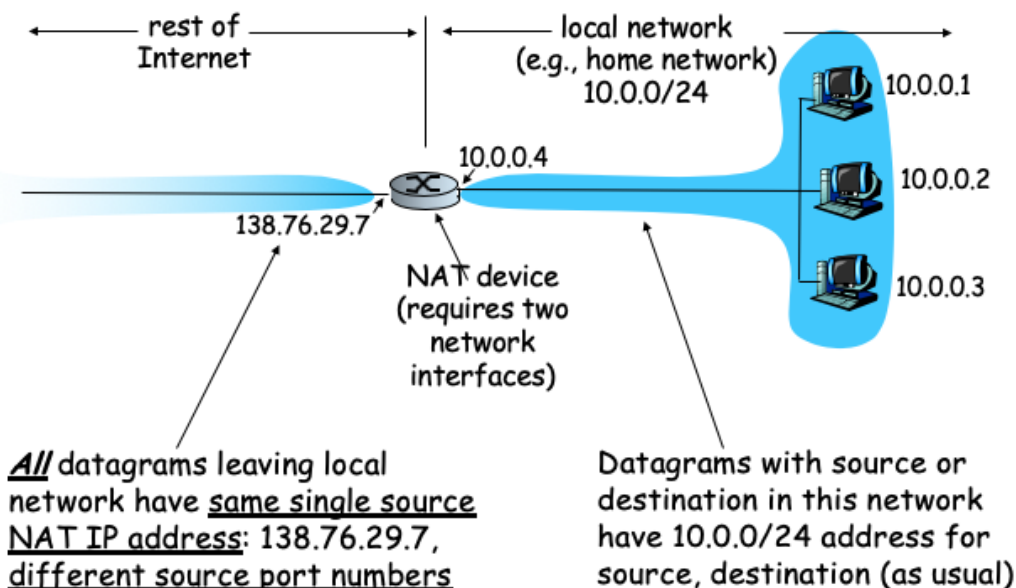 rest of
Internet
local network
(e.g., home network)
10.0.0/24
10.0.0.1
10.0.0.4
10.0.0.2
138.76.29.7
10.0.0.3
NAT device
(requires two
network
interfaces)
All datagrams leaving local
network have same single source
NAT IP address: 138.76.29.7,
different source port numbers
Datagrams with source or
destination in this network
have 10.0.0/24 address for
source, destination (as usual)